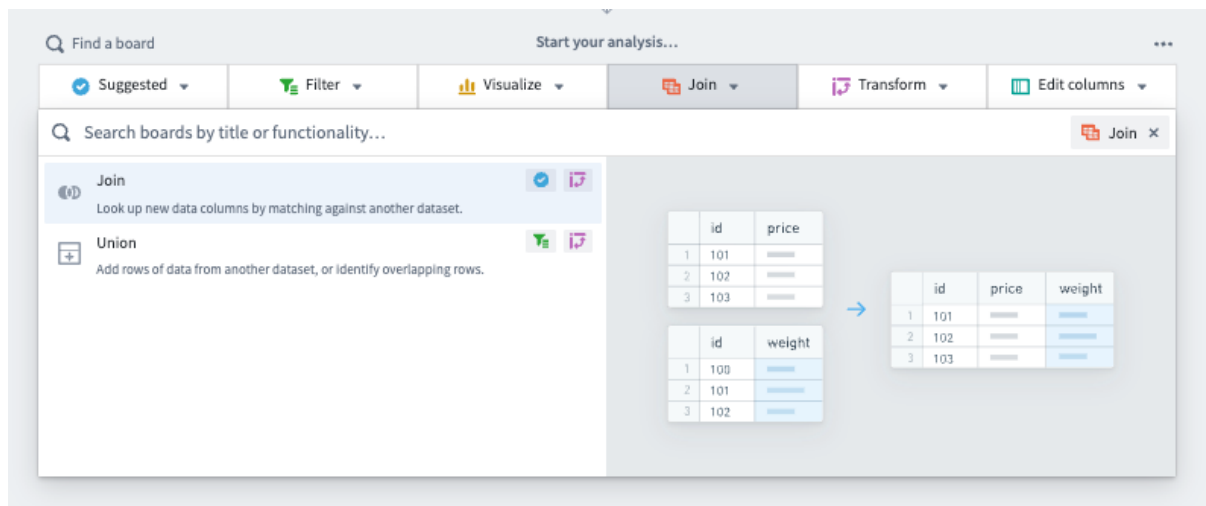 Find a board
Start your analysis...
Suggested
Filter
Visualize
Join
Transform
Edit columns
Search boards by title or functionality...
Join
Join
Look up new data columns by matching against another dataset.
Union
Add rows of data from another dataset, or identify overlapping rows.
id price
1 101
2 102
3 103
id weight
1 100
2 101
3 102
id price weight
1 101
2 102
3 103